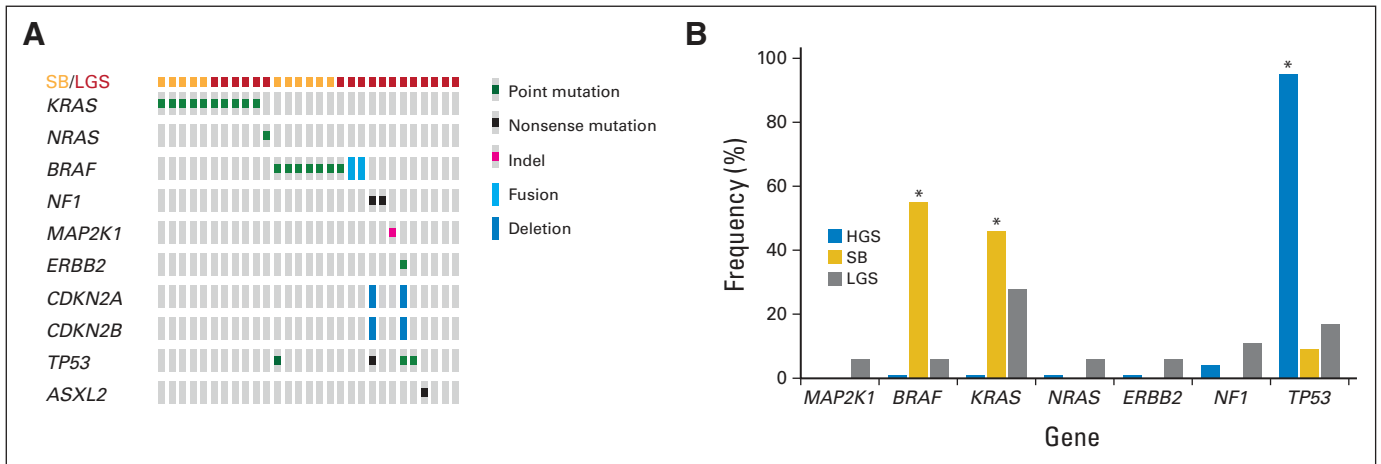 A
SB/LGS
KRAS
NRAS
BRAF
NF1
MAP2K1
ERBB2
CDKN2A
CDKN2B
TP53
ASXL2
Point mutation
Nonsense mutation
Indel
Fusion
Deletion
B
Frequency (%)
100
80
60
40
20
0
*
*
*
HGS
SB
LGS
MAP2K1 BRAF KRAS NRAS ERBB2 NF1 TP53
Gene